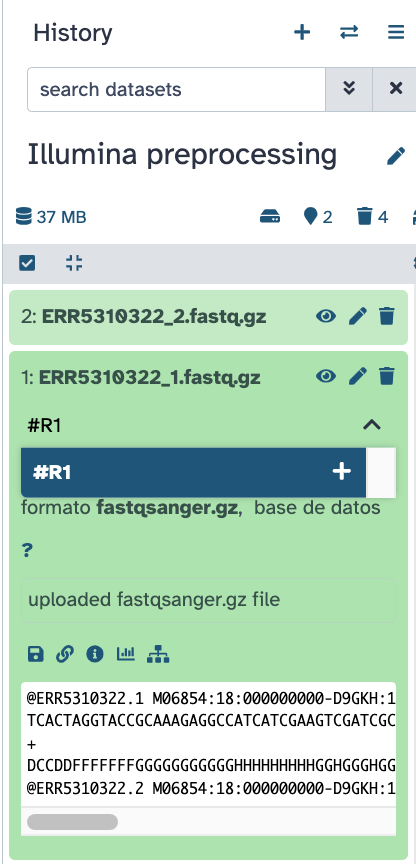 History
search datasets
Illumina preprocessing
37 MB 2 4
2: ERR5310322_2.fastq.gz
1: ERR5310322_1.fastq.gz
#R1
#R1
formato fastqsanger.gz, base de datos
?
uploaded fastqsanger.gz file
@ERR5310322.1 M06854:18:000000000-D9GKH:1
TCACTAGGTACCGCAAAGAGGCCATCATCGAAGTCGATCGC
+
DCCDDFFFFFFFGGGGGGGGGGGHHHHHHHHHGGHGGGHGG
@ERR5310322.2 M06854:18:000000000-D9GKH:1